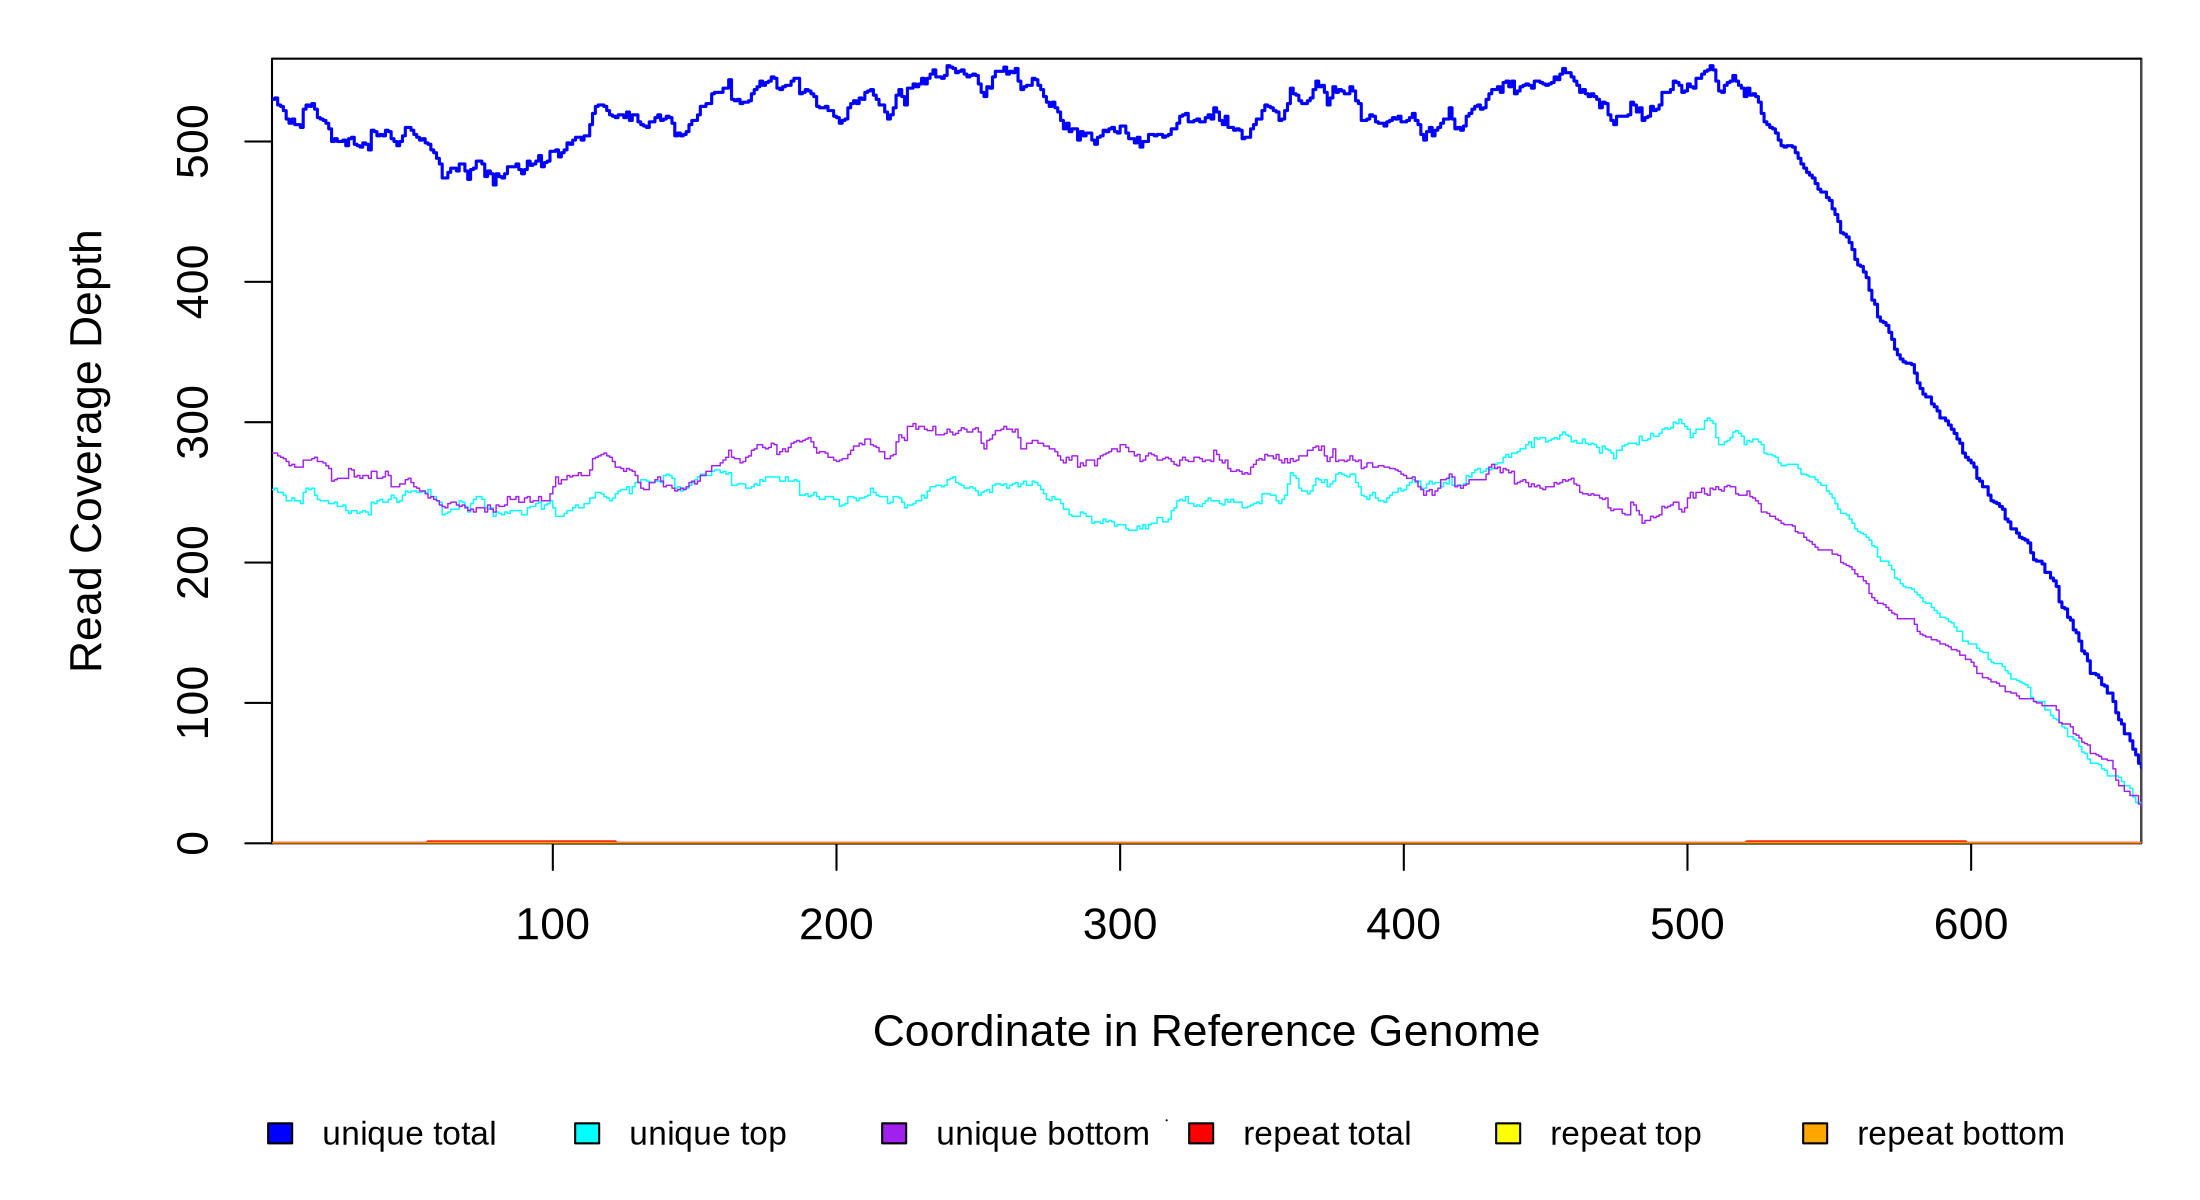 Read Coverage Depth
500
400
300
200
100
0
100 200 300 400 500 600
Coordinate in Reference Genome
unique total unique top unique bottom repeat total repeat top repeat bottom